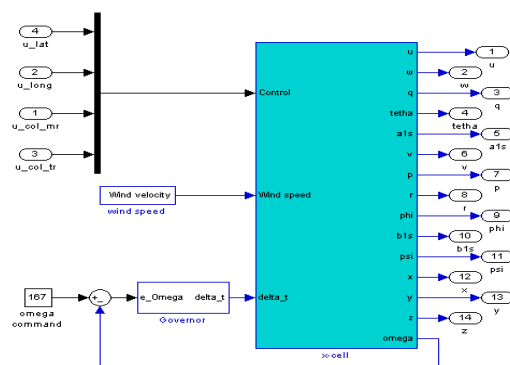 4
u_lat
2
u_long
1
u_col_mr
3
u_col_tr
Control
Wind velocity
wind speed
Wind speed
167
omega
command
+_
e_Omega delta_t
Governor
delta_t
x-cell
u
w
q
tetha
a1s
v
p
r
phi
b1s
psi
x
y
z
omega
1
u
2
w
3
q
4
tetha
5
a1s
6
v
7
p
8
r
9
phi
10
b1s
11
psi
12
x
13
y
14
z